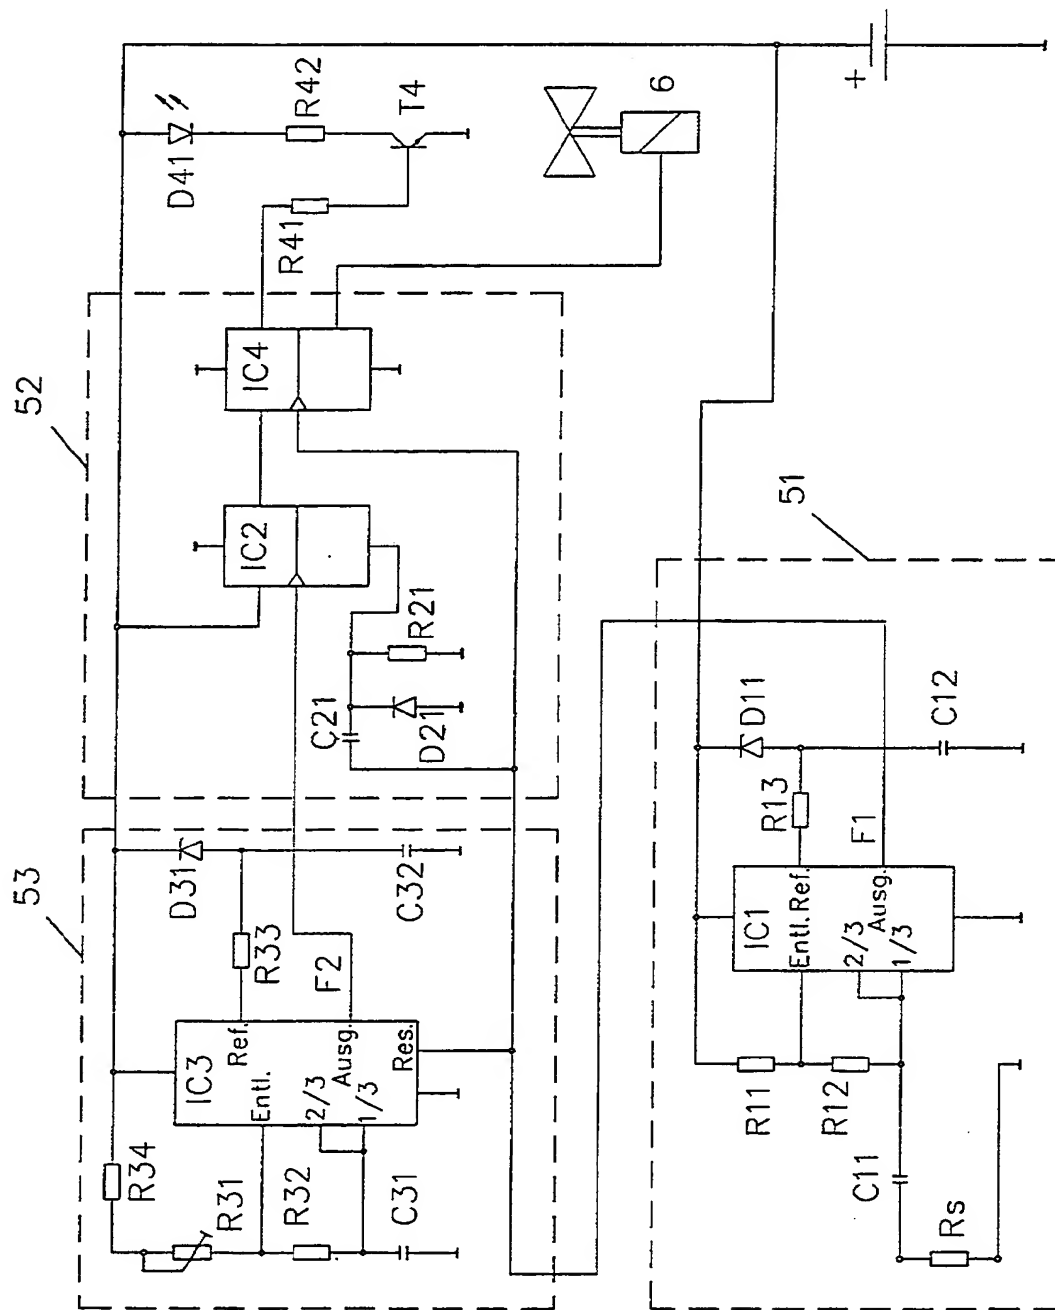 53
52
R34
R31
R32
C31
IC3
Entl.
Ref.
2/3
Ausg.
1/3
Res.
R33
D31
C32
F2
C21
D21
R21
IC2
IC4
R41
D41
R42
T4
6
+
51
R11
R12
C11
Rs
IC1
Entl. Ref.
2/3
Ausg.
1/3
R13
D11
F1
C12